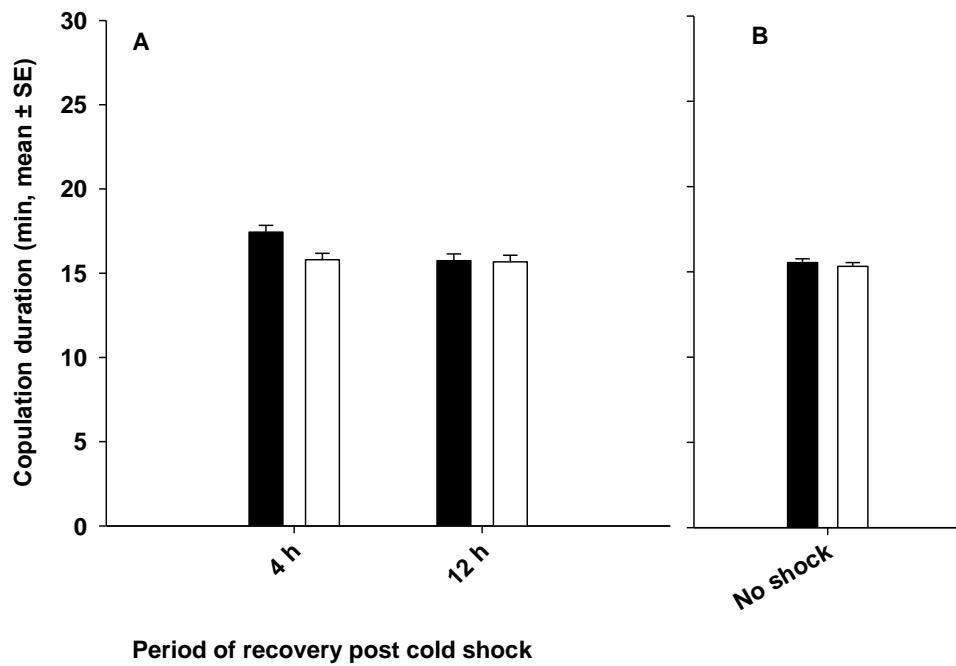 A
B
Copulation duration (min, mean ± SE)
30
25
20
15
10
5
0
4 h
12 h
No shock
Period of recovery post cold shock